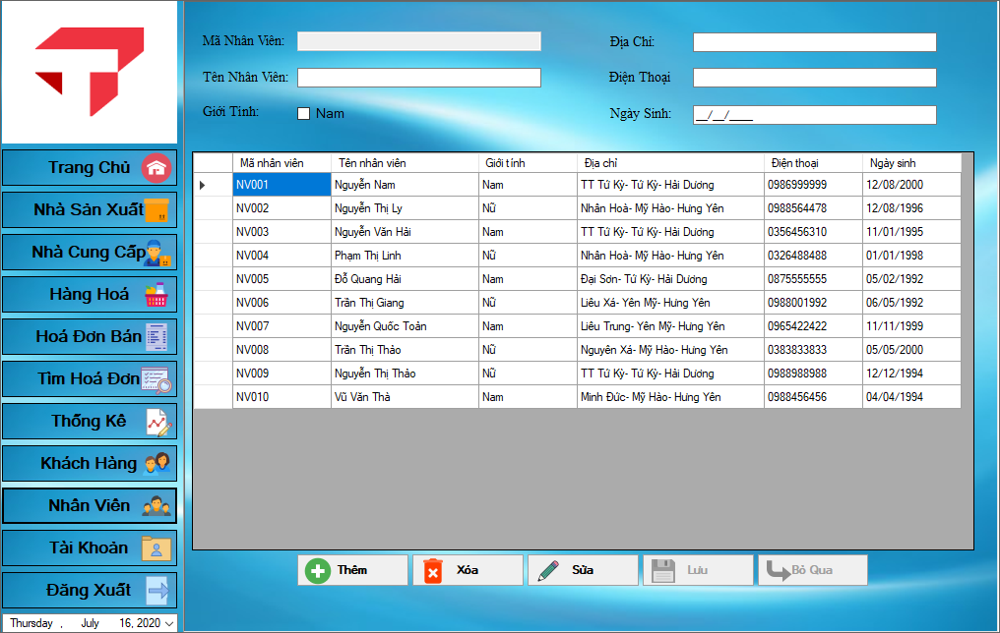 Trang Chủ
Nhà Sản Xuất
Nhà Cung Cấp
Hàng Hoá
Hoá Đơn Bán
Tìm Hoá Đơn
Thống Kê
Khách Hàng
Nhân Viên
Tài Khoản
Đăng Xuất
Thursday , July 16, 2020
Mã Nhân Viên:
Địa Chỉ:
Tên Nhân Viên:
Điện Thoại
Giới Tính: Nam
Ngày Sinh: __/__/____
Mã nhân viên Tên nhân viên Giới tính Địa chỉ Điện thoại Ngày sinh
NV001 Nguyễn Nam Nam TT Tứ Kỳ- Tứ Kỳ- Hải Dương 0986999999 12/08/2000
NV002 Nguyễn Thị Ly Nữ Nhân Hoà- Mỹ Hào- Hưng Yên 0988564478 12/08/1996
NV003 Nguyễn Văn Hải Nam TT Tứ Kỳ- Tứ Kỳ- Hải Dương 0356456310 11/01/1995
NV004 Phạm Thị Linh Nữ Nhân Hoà- Mỹ Hào- Hưng Yên 0326488488 01/01/1998
NV005 Đỗ Quang Hải Nam Đại Sơn- Tứ Kỳ- Hải Dương 0875555555 05/02/1992
NV006 Trần Thị Giang Nữ Liêu Xá- Yên Mỹ- Hưng Yên 0988001992 06/05/1992
NV007 Nguyễn Quốc Toản Nam Liêu Trung- Yên Mỹ- Hưng Yên 0965422422 11/11/1999
NV008 Trần Thị Thảo Nữ Nguyên Xá- Mỹ Hào- Hưng Yên 0383833833 05/05/2000
NV009 Nguyễn Thị Thảo Nữ TT Tứ Kỳ- Tứ Kỳ- Hải Dương 0988988988 12/12/1994
NV010 Vũ Văn Thà Nam Minh Đức- Mỹ Hào- Hưng Yên 0988456456 04/04/1994
Thêm Xóa Sửa Lưu Bỏ Qua